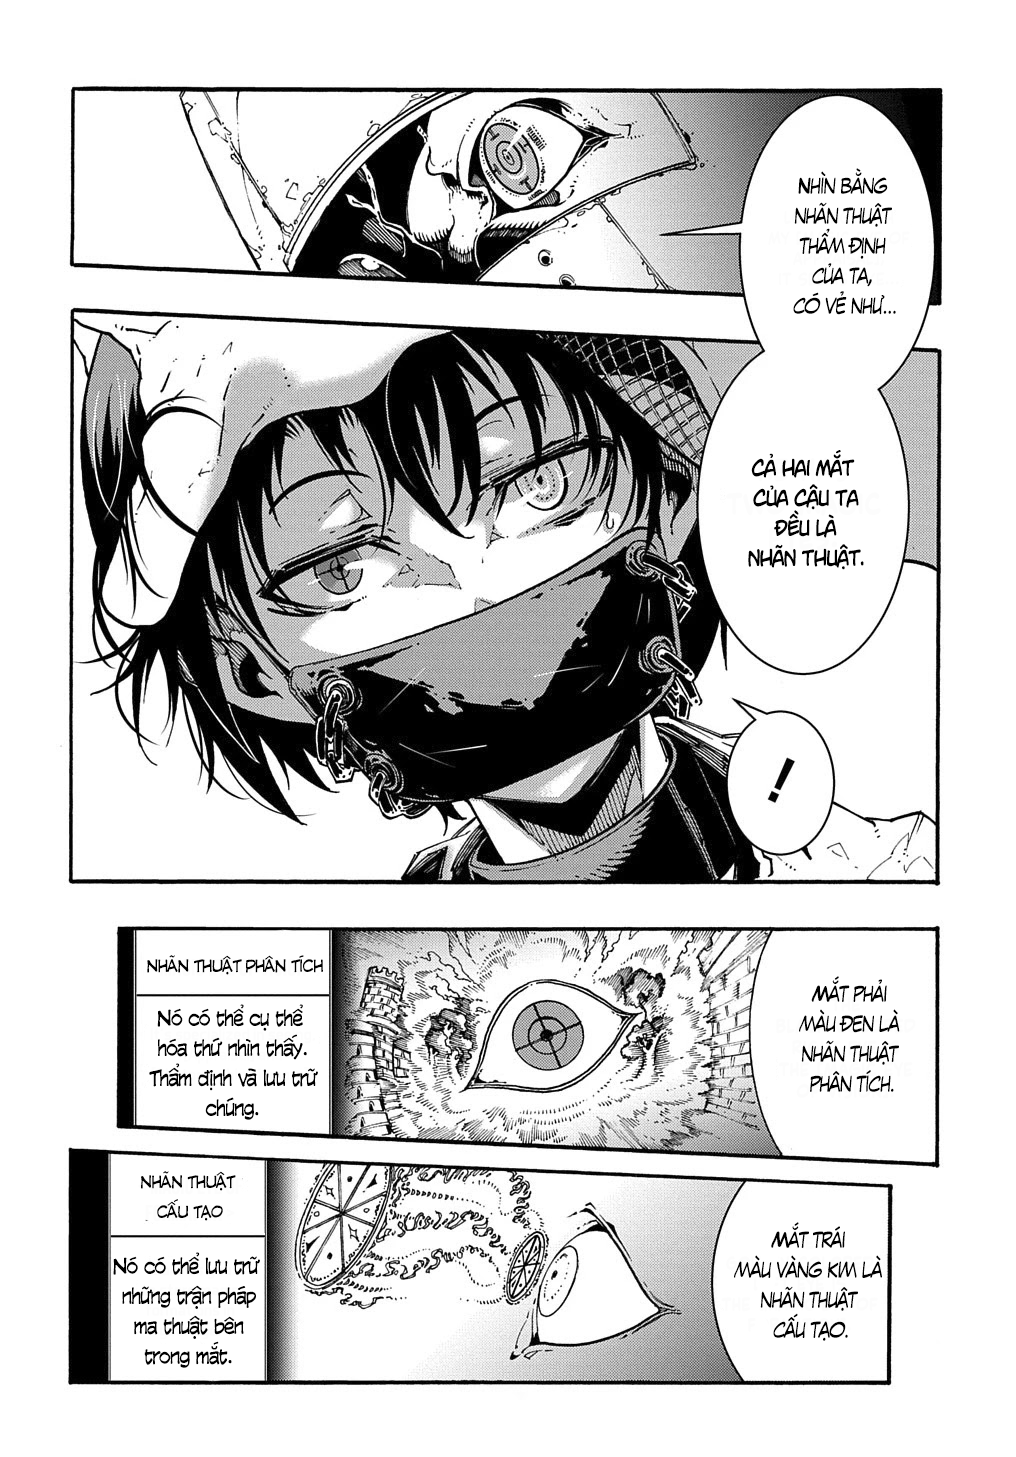 NHÌN BẰNG
NHÃN THUẬT
THẨM ĐỊNH
CỦA TA,
CÓ VẺ NHƯ...
CẢ HAI MẮT
CỦA CẬU TA
ĐỀU LÀ
NHÃN THUẬT.
!
MẮT PHẢI
MÀU ĐEN LÀ
NHÃN THUẬT
PHÂN TÍCH.
NHÃN THUẬT PHÂN TÍCH
Nó có thể cụ thể
hóa thứ nhìn thấy.
Thẩm định và lưu trữ
chúng.
MẮT TRÁI
MÀU VÀNG KIM LÀ
NHÃN THUẬT
CẤU TẠO.
NHÃN THUẬT
CẤU TẠO
Nó có thể lưu trữ
những trận pháp
ma thuật bên
trong mắt.